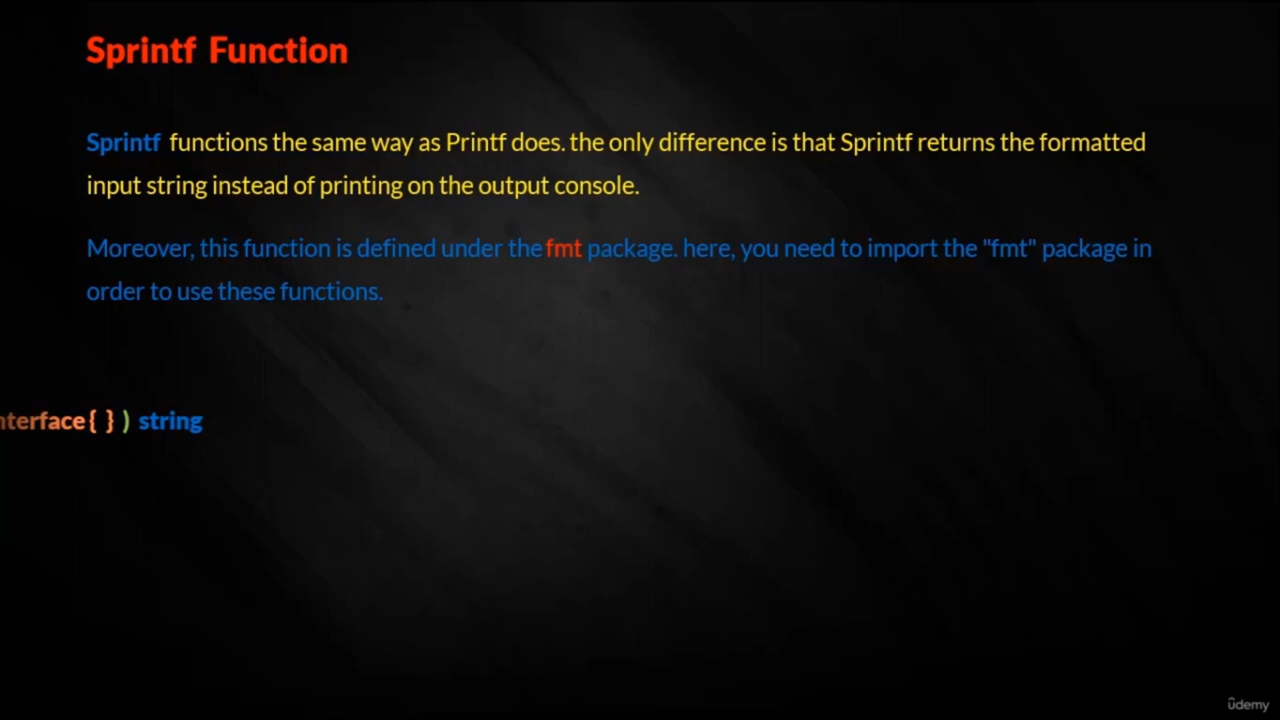 Sprintf Function
Sprintf functions the same way as Printf does. the only difference is that Sprintf returns the formatted
input string instead of printing on the output console.
Moreover, this function is defined under the fmt package. here, you need to import the "fmt" package in
order to use these functions.
nterface{ } ) string
ûdemy